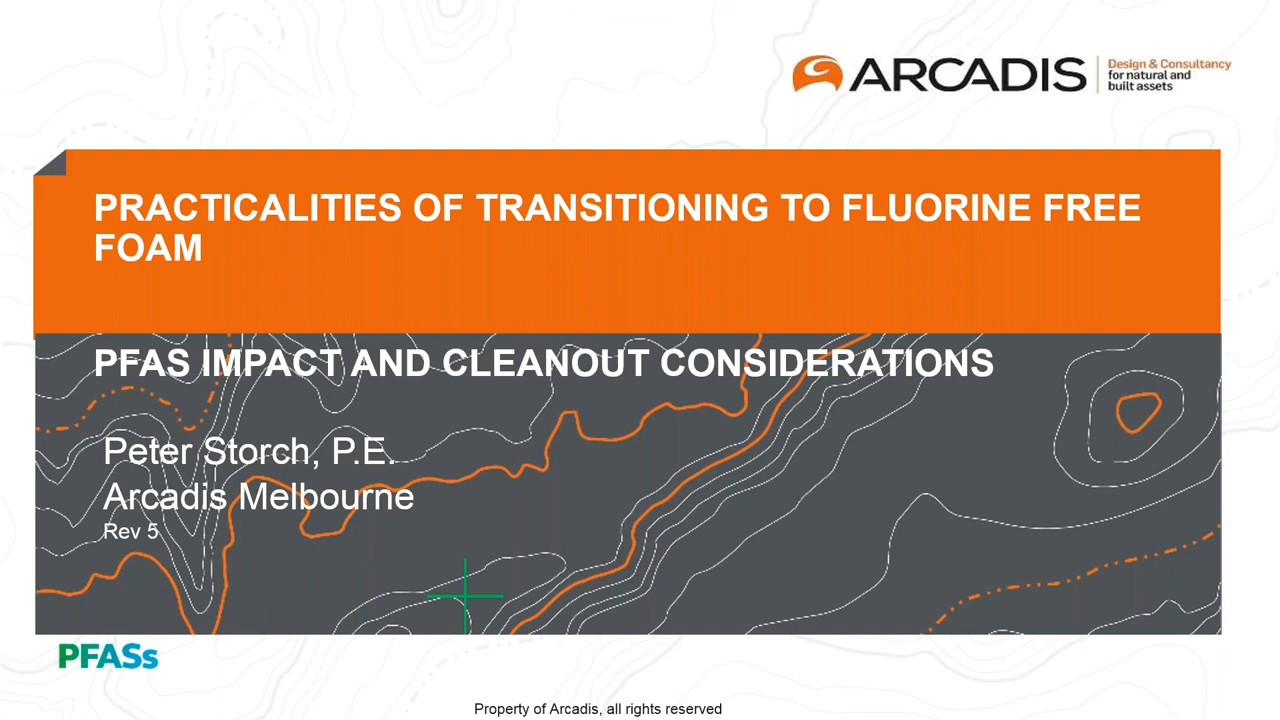 ARCADIS
Design & Consultancy
for natural and
built assets
PRACTICALITIES OF TRANSITIONING TO FLUORINE FREE
FOAM
PFAS IMPACT AND CLEANOUT CONSIDERATIONS
Peter Storch, P.E.
Arcadis Melbourne
Rev 5
PFASs
Property of Arcadis, all rights reserved